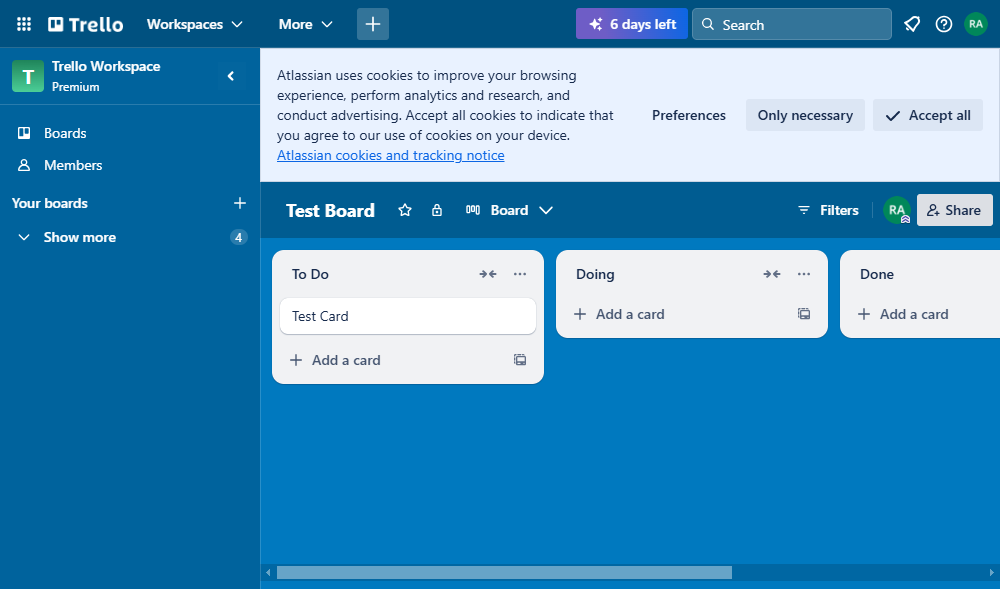 Trello
Workspaces
More
6 days left
Search
RA
T
Trello Workspace
Premium
Boards
Members
Your boards
Show more
4
Atlassian uses cookies to improve your browsing
experience, perform analytics and research, and
conduct advertising. Accept all cookies to indicate that
you agree to our use of cookies on your device.
Atlassian cookies and tracking notice
Preferences
Only necessary
Accept all
Test Board
Board
Filters
RA
Share
To Do
Test Card
Add a card
Doing
Add a card
Done
Add a card